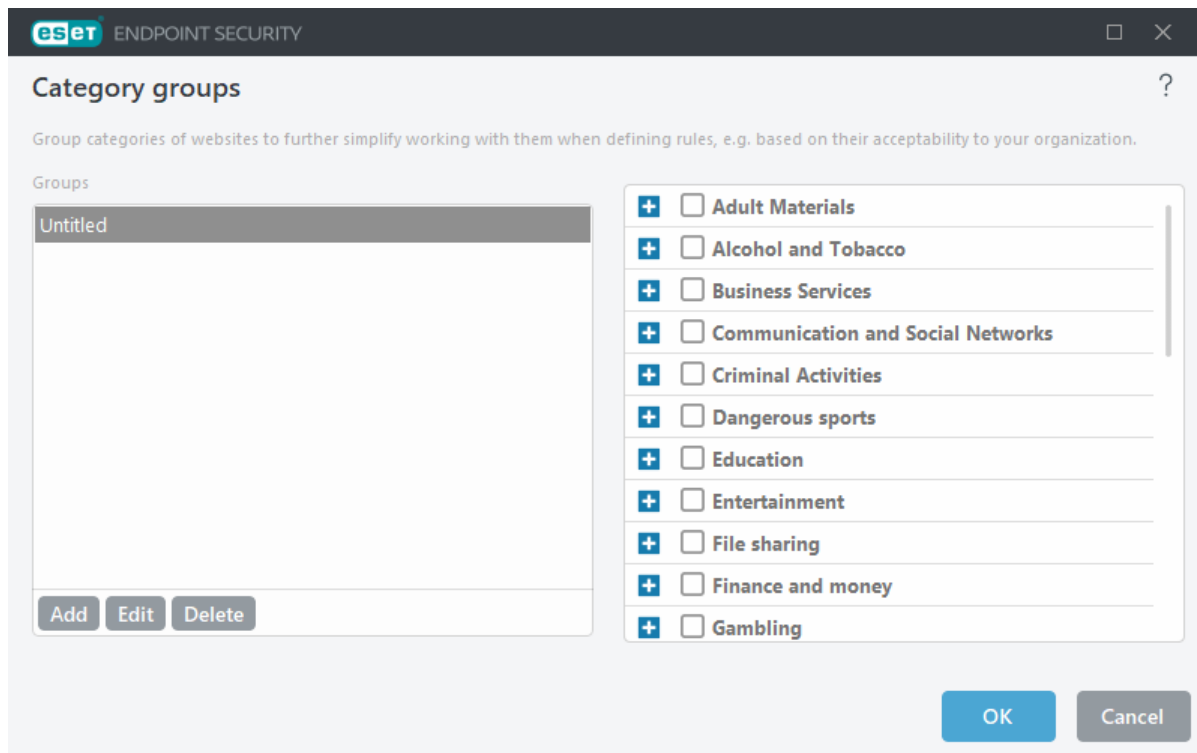 eset ENDPOINT SECURITY
Category groups
?
Group categories of websites to further simplify working with them when defining rules, e.g. based on their acceptability to your organization.
Groups
Untitled
Add Edit Delete
Adult Materials
Alcohol and Tobacco
Business Services
Communication and Social Networks
Criminal Activities
Dangerous sports
Education
Entertainment
File sharing
Finance and money
Gambling
OK Cancel